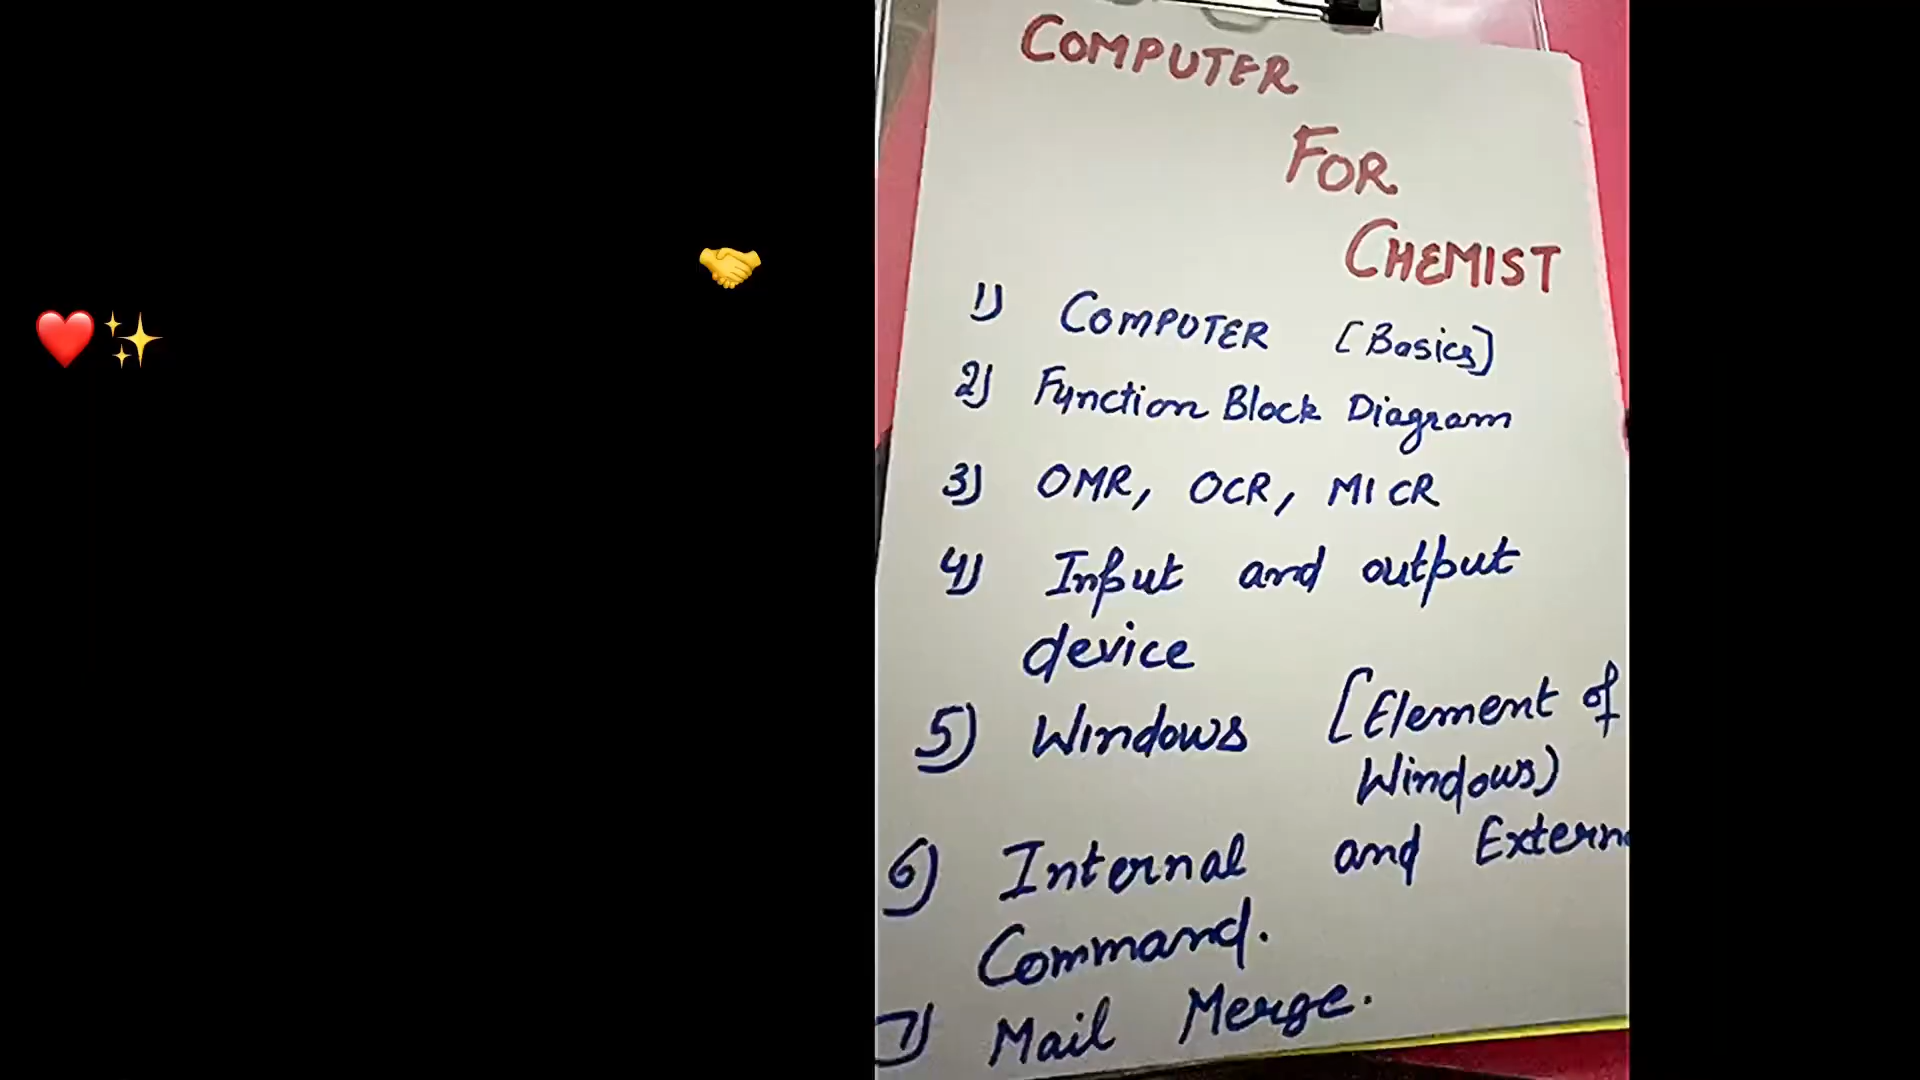 COMPUTER
FOR
CHEMIST
1) COMPUTER [Basics]
2) Function Block Diagram
3) OMR, OCR, MICR
4) Input and output
device
5) Windows [Element of
Windows)
6) Internal and Extern
Command.
7) Mail Merge.